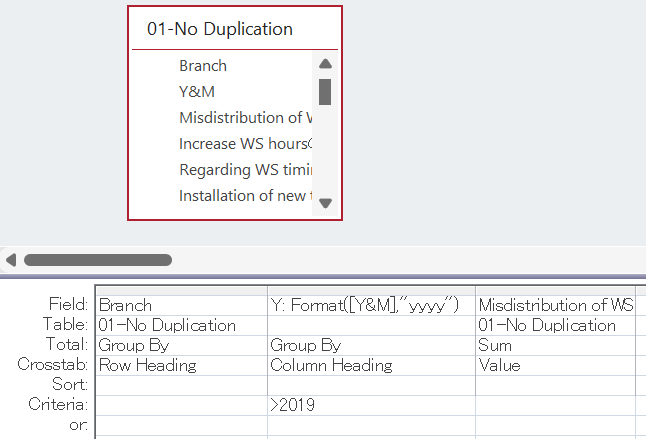 01-No Duplication
Branch
Y&M
Misdistribution of
Increase WS hours
Regarding WS
Installation of new
Field: Branch Y: Format([Y&M],"yyyy") Misdistribution of WS
Table: 01-No Duplication 01-No Duplication
Total: Group By Group By Sum
Crosstab: Row Heading Column Heading Value
Sort:
Criteria: >2019
or: